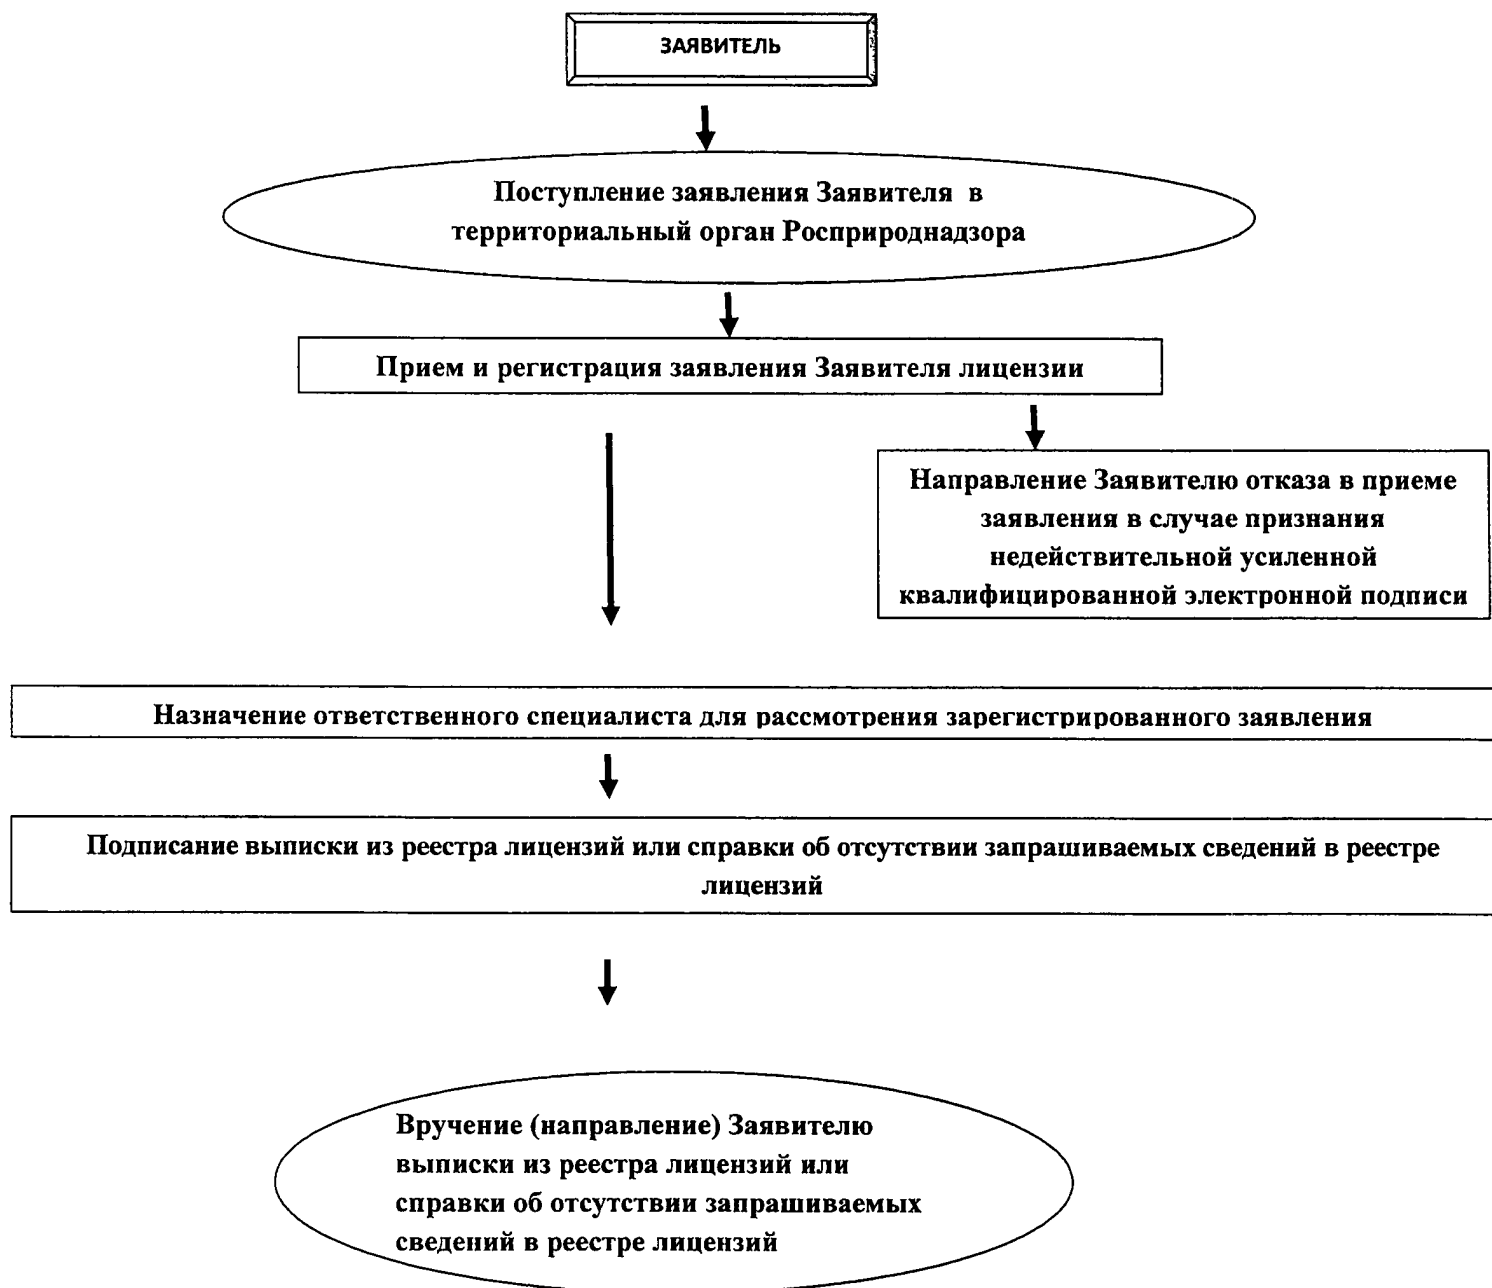 ЗАЯВИТЕЛЬ
Поступление заявления Заявителя в
территориальный орган Росприроднадзора
Прием и регистрация заявления Заявителя лицензии
Направление Заявителю отказа в приеме
заявления в случае признания
недействительной усиленной
квалифицированной электронной подписи
Назначение ответственного специалиста для рассмотрения зарегистрированного заявления
Подписание выписки из реестра лицензий или справки об отсутствии запрашиваемых сведений в реестре
лицензий
Вручение (направление) Заявителю
выписки из реестра лицензий или
справки об отсутствии запрашиваемых
сведений в реестре лицензий